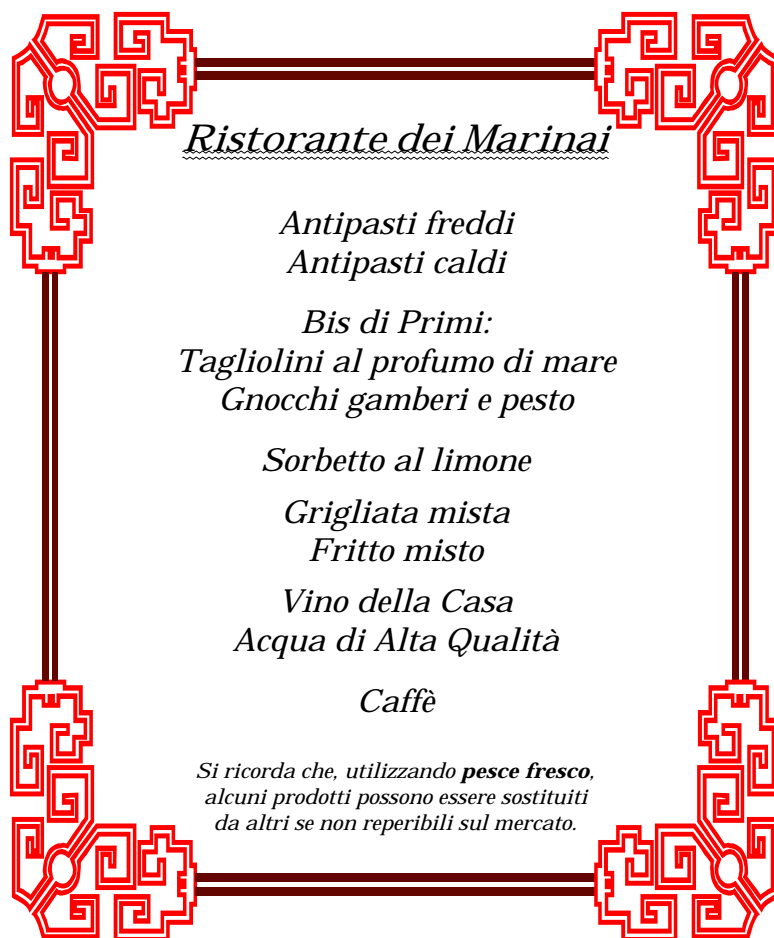 Ristorante dei Marinai
Antipasti freddi
Antipasti caldi
Bis di Primi:
Tagliolini al profumo di mare
Gnocchi gamberi e pesto
Sorbetto al limone
Grigliata mista
Fritto misto
Vino della Casa
Acqua di Alta Qualità
Caffè
Si ricorda che, utilizzando pesce fresco,
alcuni prodotti possono essere sostituiti
da altri se non reperibili sul mercato.